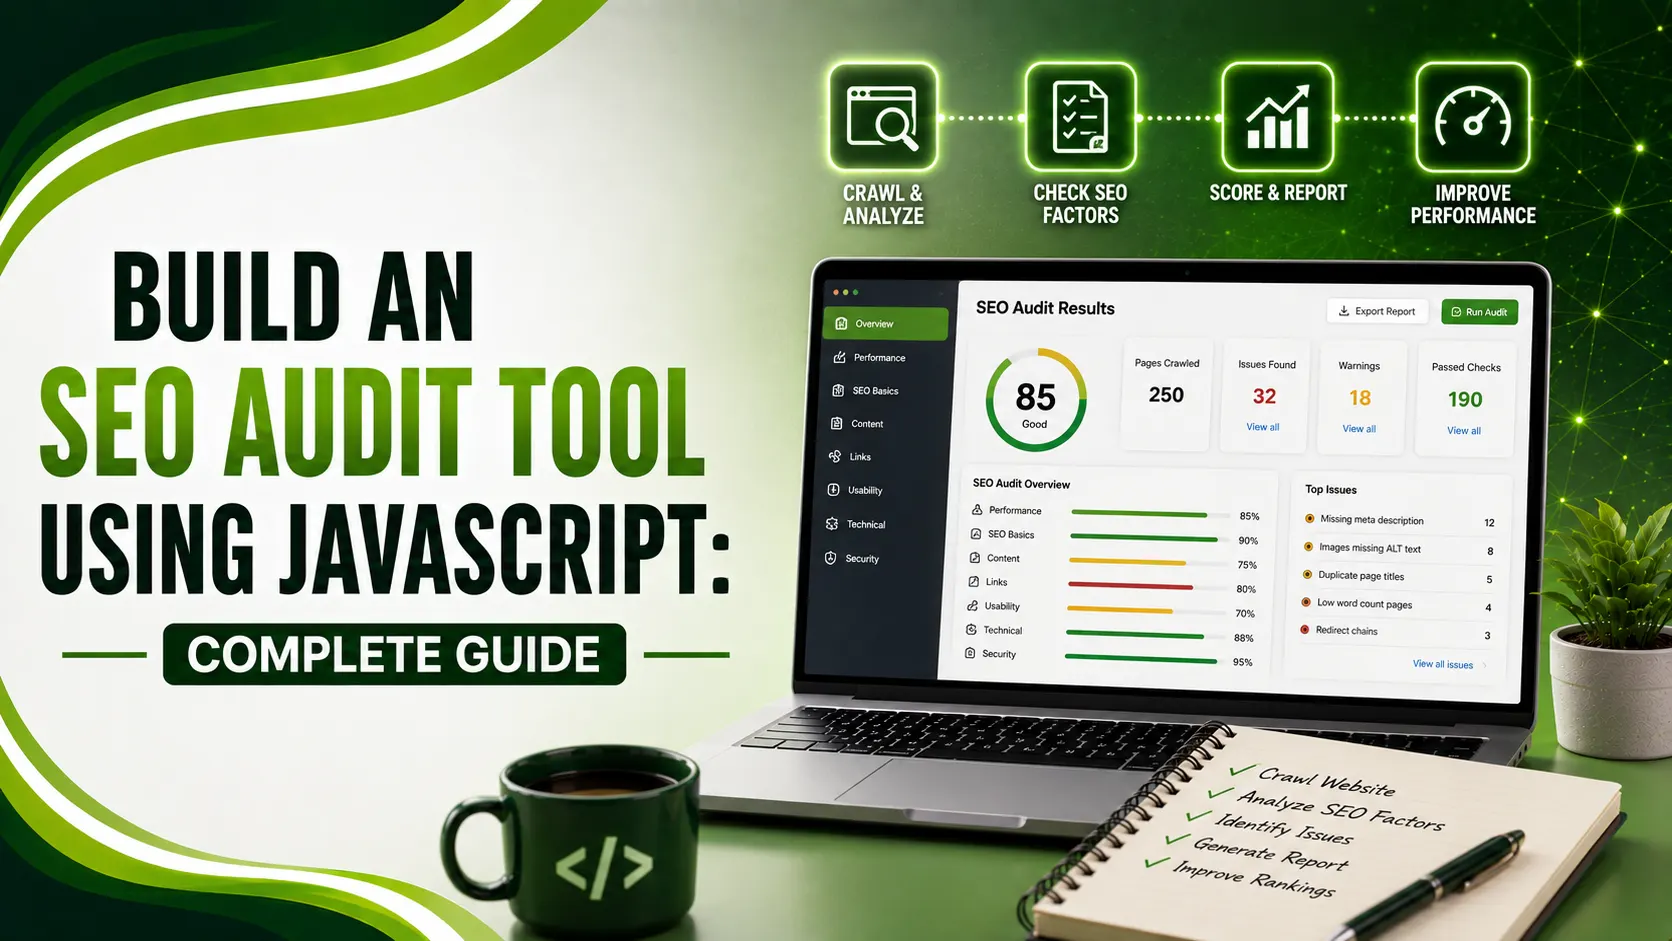 BUILD AN
SEO AUDIT TOOL
USING JAVASCRIPT:
COMPLETE GUIDE
CRAWL &
ANALYZE
CHECK SEO
FACTORS
SCORE & REPORT
IMPROVE
PERFORMANCE
Overview
Performance
SEO Basics
Content
Links
Usability
Technical
Security
SEO Audit Results
Export Report
Run Audit
85
Good
Pages Crawled
250
Issues Found
32
View all
Warnings
18
View all
Passed Checks
190
View all
SEO Audit Overview
Performance 85%
SEO Basics 90%
Content 75%
Links 80%
Usability 70%
Technical 88%
Security 95%
Top Issues
Missing meta description 12
Images missing ALT text 8
Duplicate page titles 5
Low word count pages 4
Redirect chains 3
View all issues
</>
Crawl Website
Analyze SEO Factors
Identify Issues
Generate Report
Improve Rankings